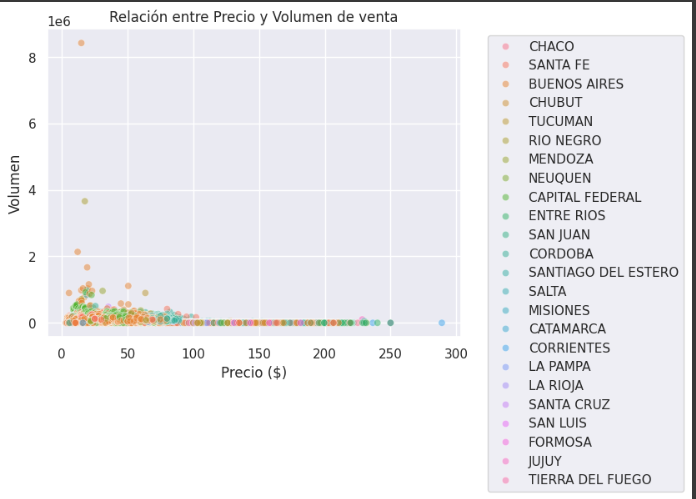 Relación entre Precio y Volumen de venta
1e6
8
6
4
2
0
Volumen
0 50 100 150 200 250 300
Precio ($)
CHACO
SANTA FE
BUENOS AIRES
CHUBUT
TUCUMAN
RIO NEGRO
MENDOZA
NEUQUEN
CAPITAL FEDERAL
ENTRE RIOS
SAN JUAN
CORDOBA
SANTIAGO DEL ESTERO
SALTA
MISIONES
CATAMARCA
CORRIENTES
LA PAMPA
LA RIOJA
SANTA CRUZ
SAN LUIS
FORMOSA
JUJUY
TIERRA DEL FUEGO